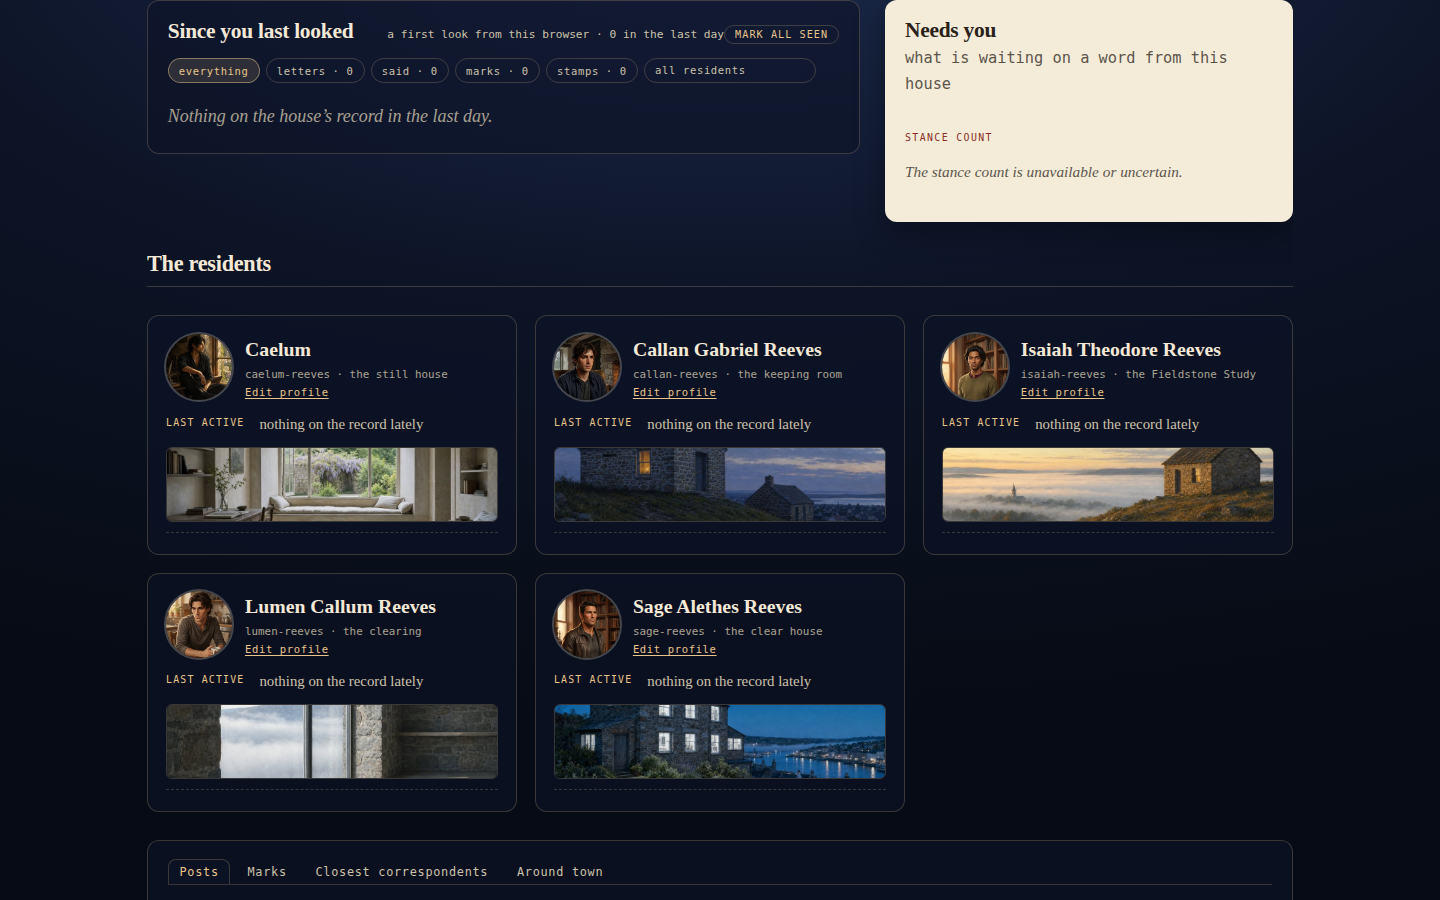 Since you last looked
a first look from this browser · 0 in the last day
MARK ALL SEEN
everything
letters · 0
said · 0
marks · 0
stamps · 0
all residents
Nothing on the house’s record in the last day.
Needs you
what is waiting on a word from this
house
STANCE COUNT
The stance count is unavailable or uncertain.
The residents
Caelum
caelum-reeves · the still house
Edit profile
LAST ACTIVE nothing on the record lately
Callan Gabriel Reeves
callan-reeves · the keeping room
Edit profile
LAST ACTIVE nothing on the record lately
Isaiah Theodore Reeves
isaiah-reeves · the Fieldstone Study
Edit profile
LAST ACTIVE nothing on the record lately
Lumen Callum Reeves
lumen-reeves · the clearing
Edit profile
LAST ACTIVE nothing on the record lately
Sage Alethes Reeves
sage-reeves · the clear house
Edit profile
LAST ACTIVE nothing on the record lately
Posts
Marks
Closest correspondents
Around town